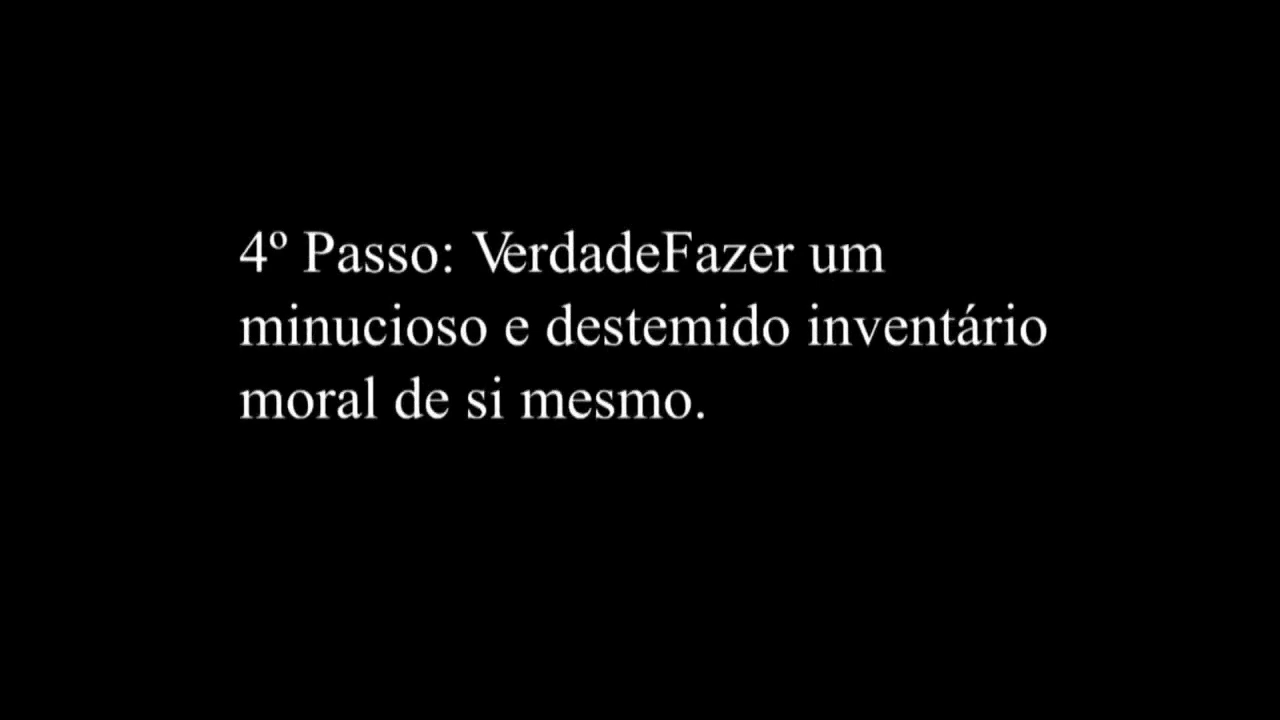 4º Passo: VerdadeFazer um
minucioso e destemido inventário
moral de si mesmo.